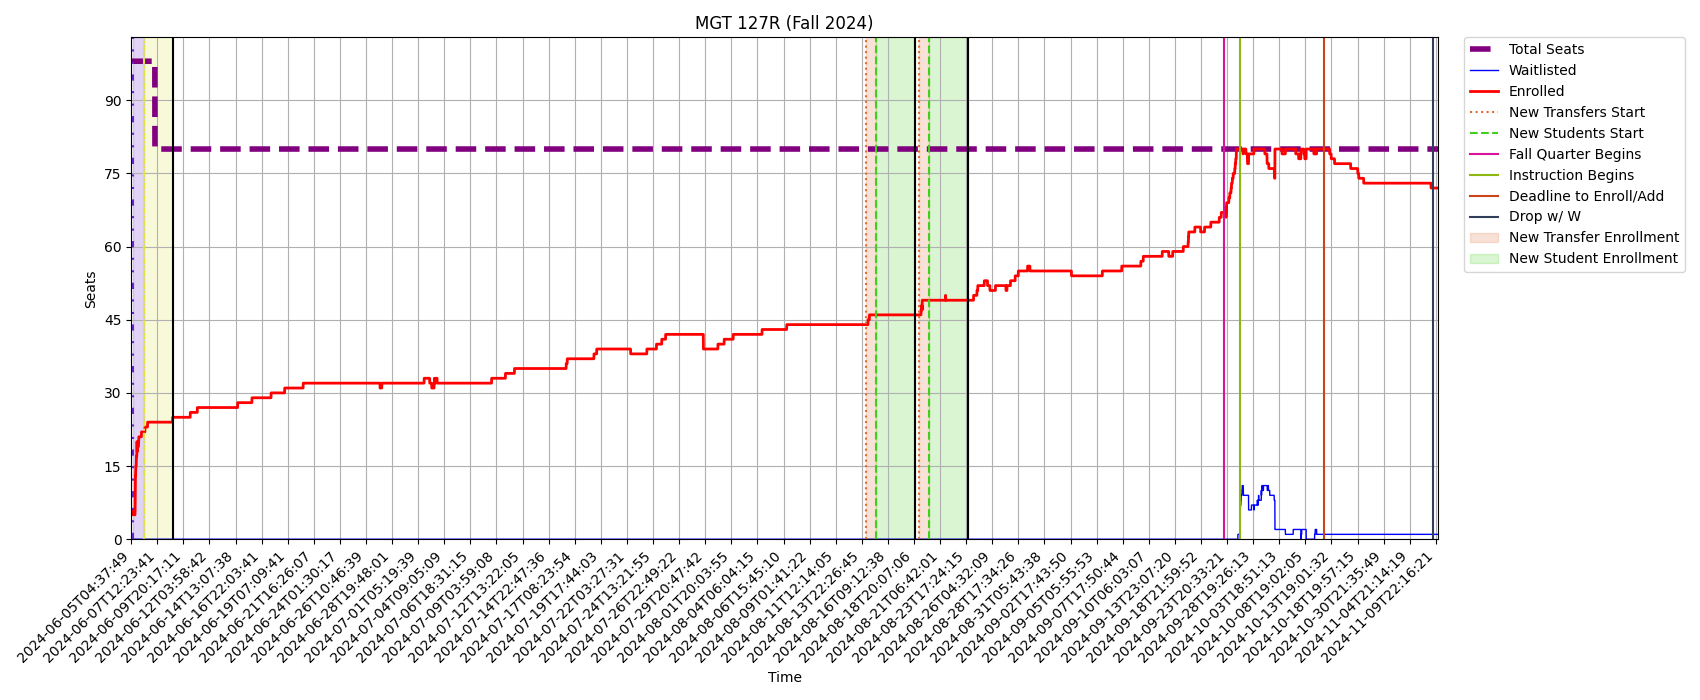 MGT 127R (Fall 2024)
Total Seats
Waitlisted
Enrolled
New Transfers Start
New Students Start
Fall Quarter Begins
Instruction Begins
Deadline to Enroll/Add
Drop w/ W
New Transfer Enrollment
New Student Enrollment
Seats
90
75
60
45
30
15
0
2024-06-05T04:37:49
2024-06-07T12:23:41
2024-06-09T20:17:11
2024-06-12T03:58:42
2024-06-14T13:07:38
2024-06-16T22:03:41
2024-06-19T07:09:41
2024-06-21T16:26:07
2024-06-24T01:30:17
2024-06-26T10:46:39
2024-06-28T19:48:01
2024-07-01T05:19:39
2024-07-04T09:05:09
2024-07-06T18:31:15
2024-07-09T03:59:08
2024-07-12T13:22:05
2024-07-14T22:47:36
2024-07-17T08:23:54
2024-07-19T17:44:03
2024-07-22T03:27:31
2024-07-24T13:21:55
2024-07-26T22:49:22
2024-07-29T20:47:42
2024-08-01T20:03:55
2024-08-04T06:04:15
2024-08-06T15:45:10
2024-08-09T01:41:22
2024-08-11T12:14:05
2024-08-13T22:26:45
2024-08-16T09:12:38
2024-08-18T20:07:06
2024-08-21T06:42:01
2024-08-23T17:24:15
2024-08-26T04:32:09
2024-08-28T17:34:26
2024-08-31T05:43:38
2024-09-02T17:43:50
2024-09-05T05:55:53
2024-09-07T17:50:44
2024-09-10T06:03:07
2024-09-13T23:07:20
2024-09-18T21:59:52
2024-09-23T20:35:21
2024-09-28T19:26:13
2024-10-03T18:51:13
2024-10-08T19:02:05
2024-10-13T19:01:32
2024-10-18T19:57:15
2024-10-30T21:35:49
2024-11-04T21:14:19
2024-11-09T22:16:21
Time